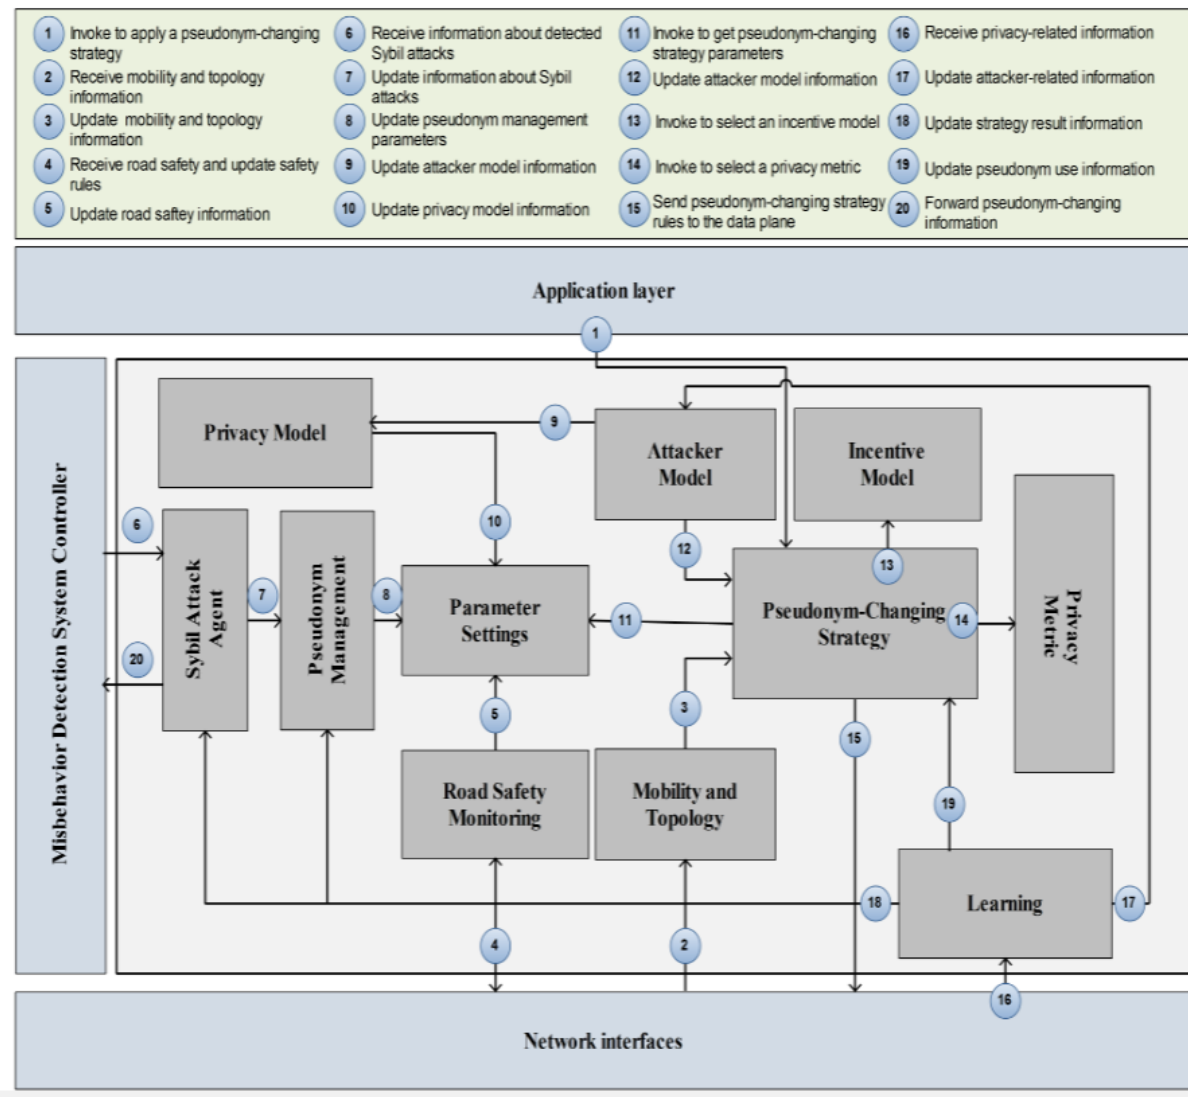 1 Invoke to apply a pseudonym-changing
strategy
2 Receive mobility and topology
information
3 Update mobility and topology
information
4 Receive road safety and update safety
rules
5 Update road saftey information
6 Receive information about detected
Sybil attacks
7 Update information about Sybil
attacks
8 Update pseudonym management
parameters
9 Update attacker model information
10 Update privacy model information
11 Invoke to get pseudonym-changing
strategy parameters
12 Update attacker model information
13 Invoke to select an incentive model
14 Invoke to select a privacy metric
15 Send pseudonym-changing strategy
rules to the data plane
16 Receive privacy-related information
17 Update attacker-related information
18 Update strategy result information
19 Update pseudonym use information
20 Forward pseudonym-changing
information
Application layer
1
Misbehavior Detection System Controller
Privacy Model
9
Attacker
Model
Incentive
Model
6
10
12
13
Sybil Attack
Agent
7
Pseudonym
Management
8
Parameter
Settings
11
Pseudonym-Changing
Strategy
14
Privacy
Metric
20
5
3
15
Road Safety
Monitoring
Mobility and
Topology
19
18
Learning
17
4
2
16
Network interfaces